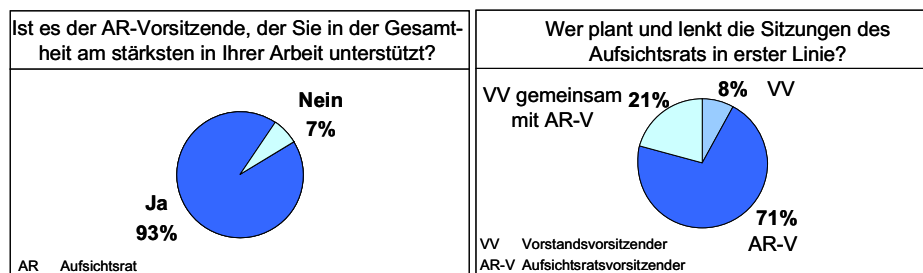 Ist es der AR-Vorsitzende, der Sie in der Gesamt-
heit am stärksten in Ihrer Arbeit unterstützt?
Nein
7%
Ja
93%
AR Aufsichtsrat
Wer plant und lenkt die Sitzungen des
Aufsichtsrats in erster Linie?
VV gemeinsam
mit AR-V
21%
8% VV
71%
AR-V
VV Vorstandsvorsitzender
AR-V Aufsichtsratsvorsitzender